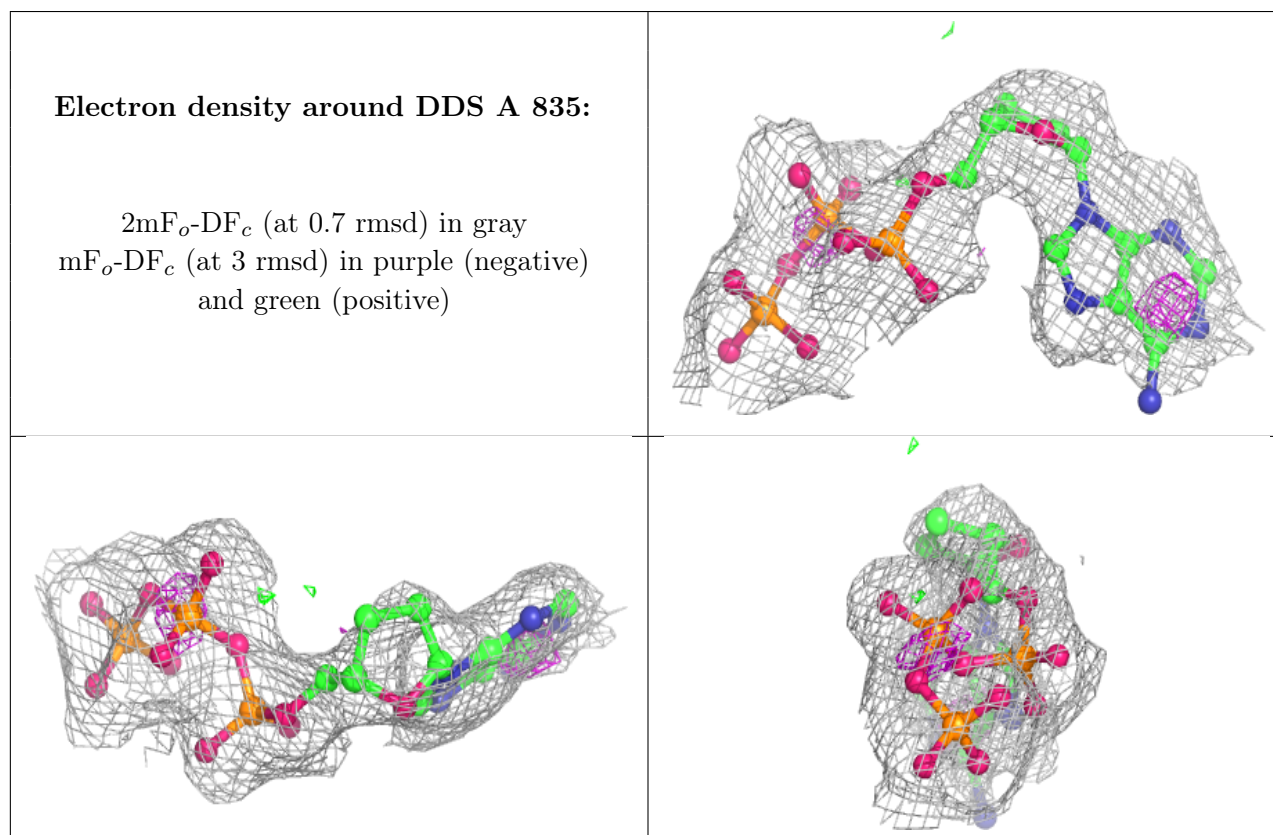 Electron density around DDS A 835:
2mFo-DFc (at 0.7 rmsd) in gray
mFo-DFc (at 3 rmsd) in purple (negative)
and green (positive)